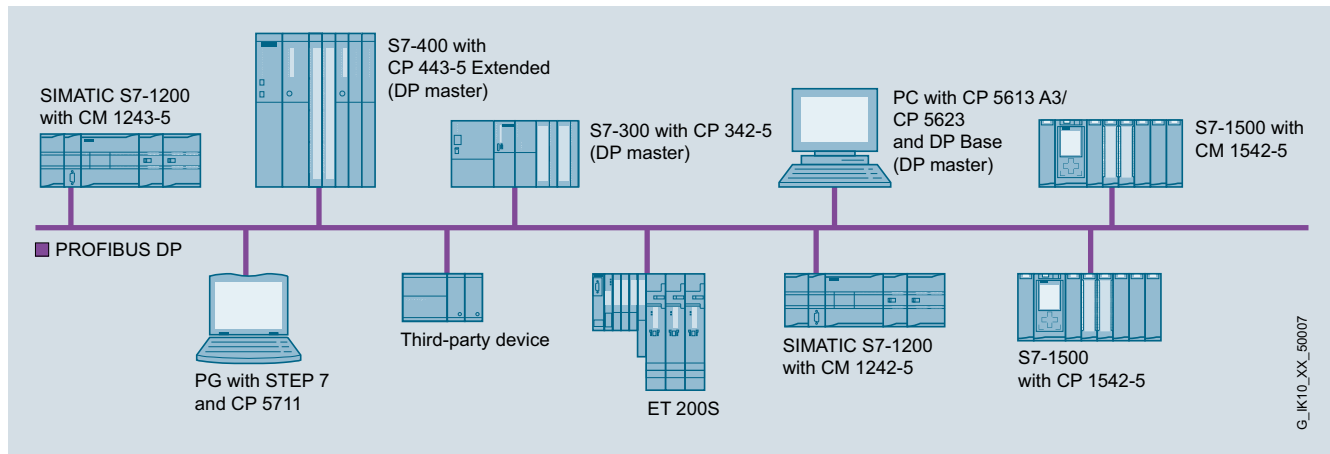 S7-400 with
CP 443-5 Extended
(DP master)
SIMATIC S7-1200
with CM 1243-5
S7-300 with CP 342-5
(DP master)
PC with CP 5613 A3/
CP 5623
and DP Base
(DP master)
S7-1500 with
CM 1542-5
PROFIBUS DP
PG with STEP 7
and CP 5711
Third-party device
ET 200S
SIMATIC S7-1200
with CM 1242-5
S7-1500
with CP 1542-5
G_IK10_XX_50007